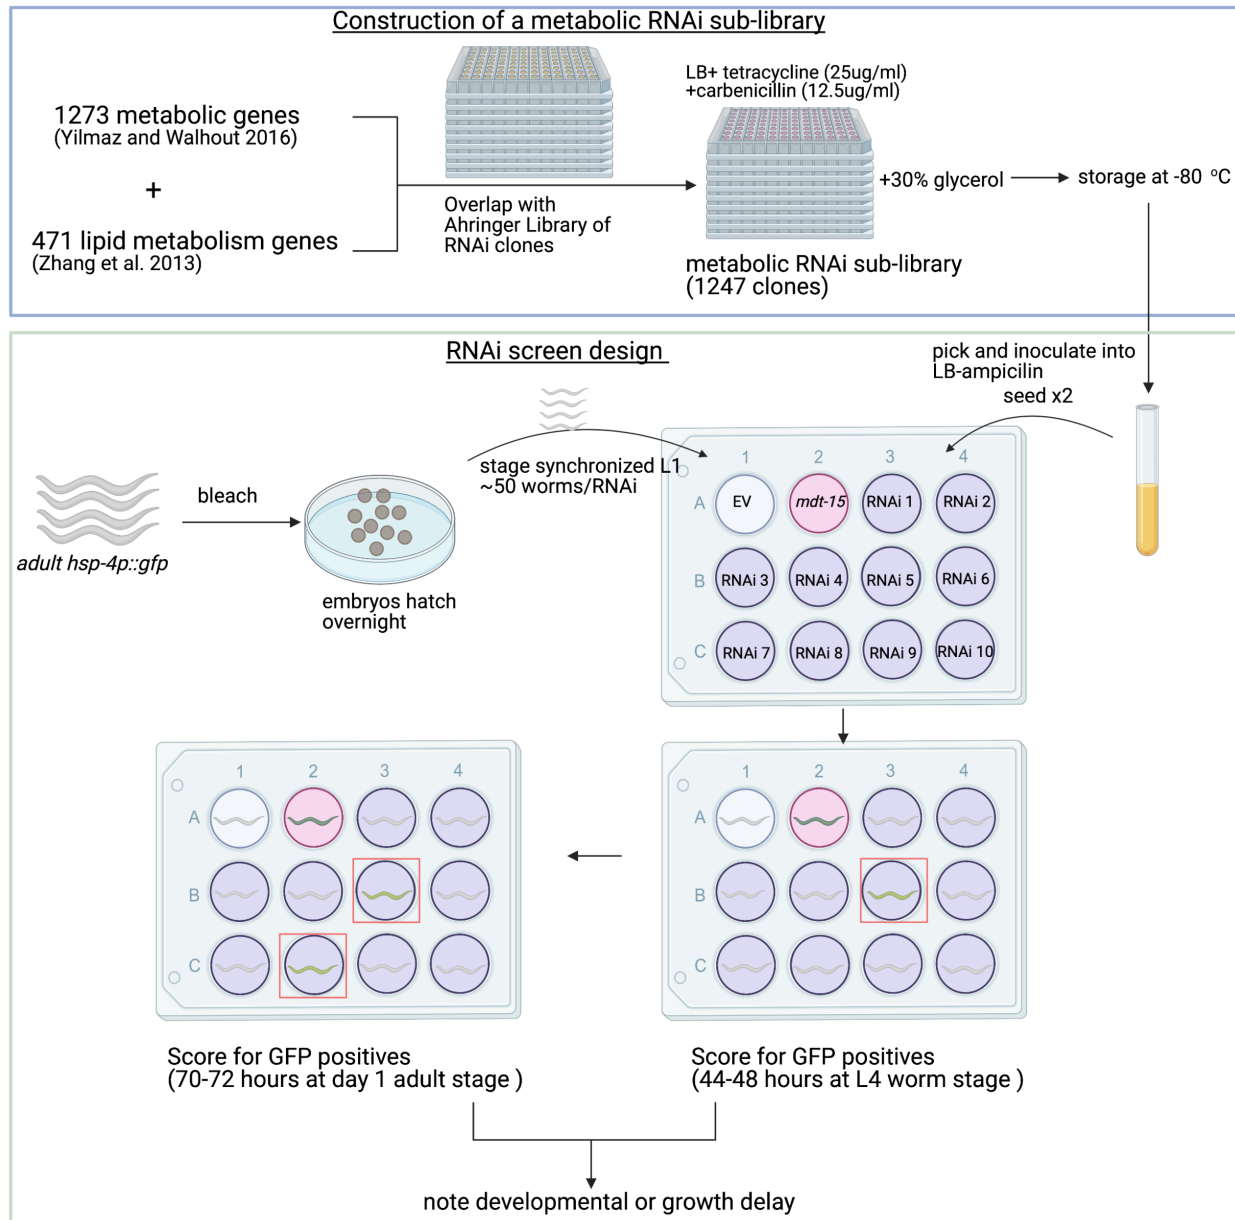 Construction of a metabolic RNAi sub-library
1273 metabolic genes
(Yilmaz and Walhout 2016)
+
471 lipid metabolism genes
(Zhang et al. 2013)
Overlap with
Ahringer Library of
RNAi clones
LB+ tetracycline (25ug/ml)
+carbenicillin (12.5ug/ml)
metabolic RNAi sub-library
(1247 clones)
+30% glycerol
storage at -80 °C
RNAi screen design
pick and inoculate into
LB-ampicilin
seed x2
adult hsp-4p::gfp
bleach
embryos hatch
overnight
stage synchronized L1
~50 worms/RNAi
1 2 3 4
A EV mdt-15 RNAi 1 RNAi 2
B RNAi 3 RNAi 4 RNAi 5 RNAi 6
C RNAi 7 RNAi 8 RNAi 9 RNAi 10
1 2 3 4
A
B
C
Score for GFP positives
(70-72 hours at day 1 adult stage )
1 2 3 4
A
B
C
Score for GFP positives
(44-48 hours at L4 worm stage )
note developmental or growth delay